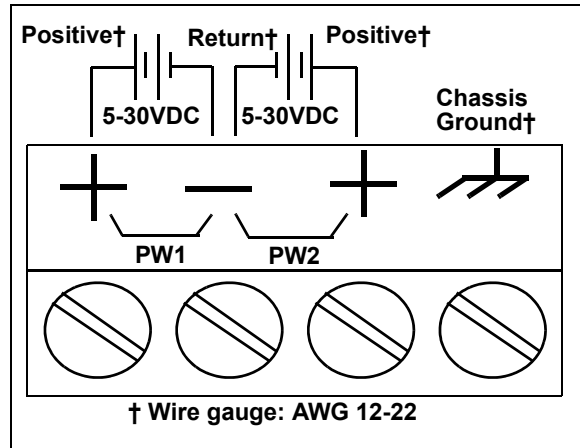 Positive† Return† Positive†
5-30VDC 5-30VDC
Chassis
Ground†
PW1 PW2
† Wire gauge: AWG 12-22